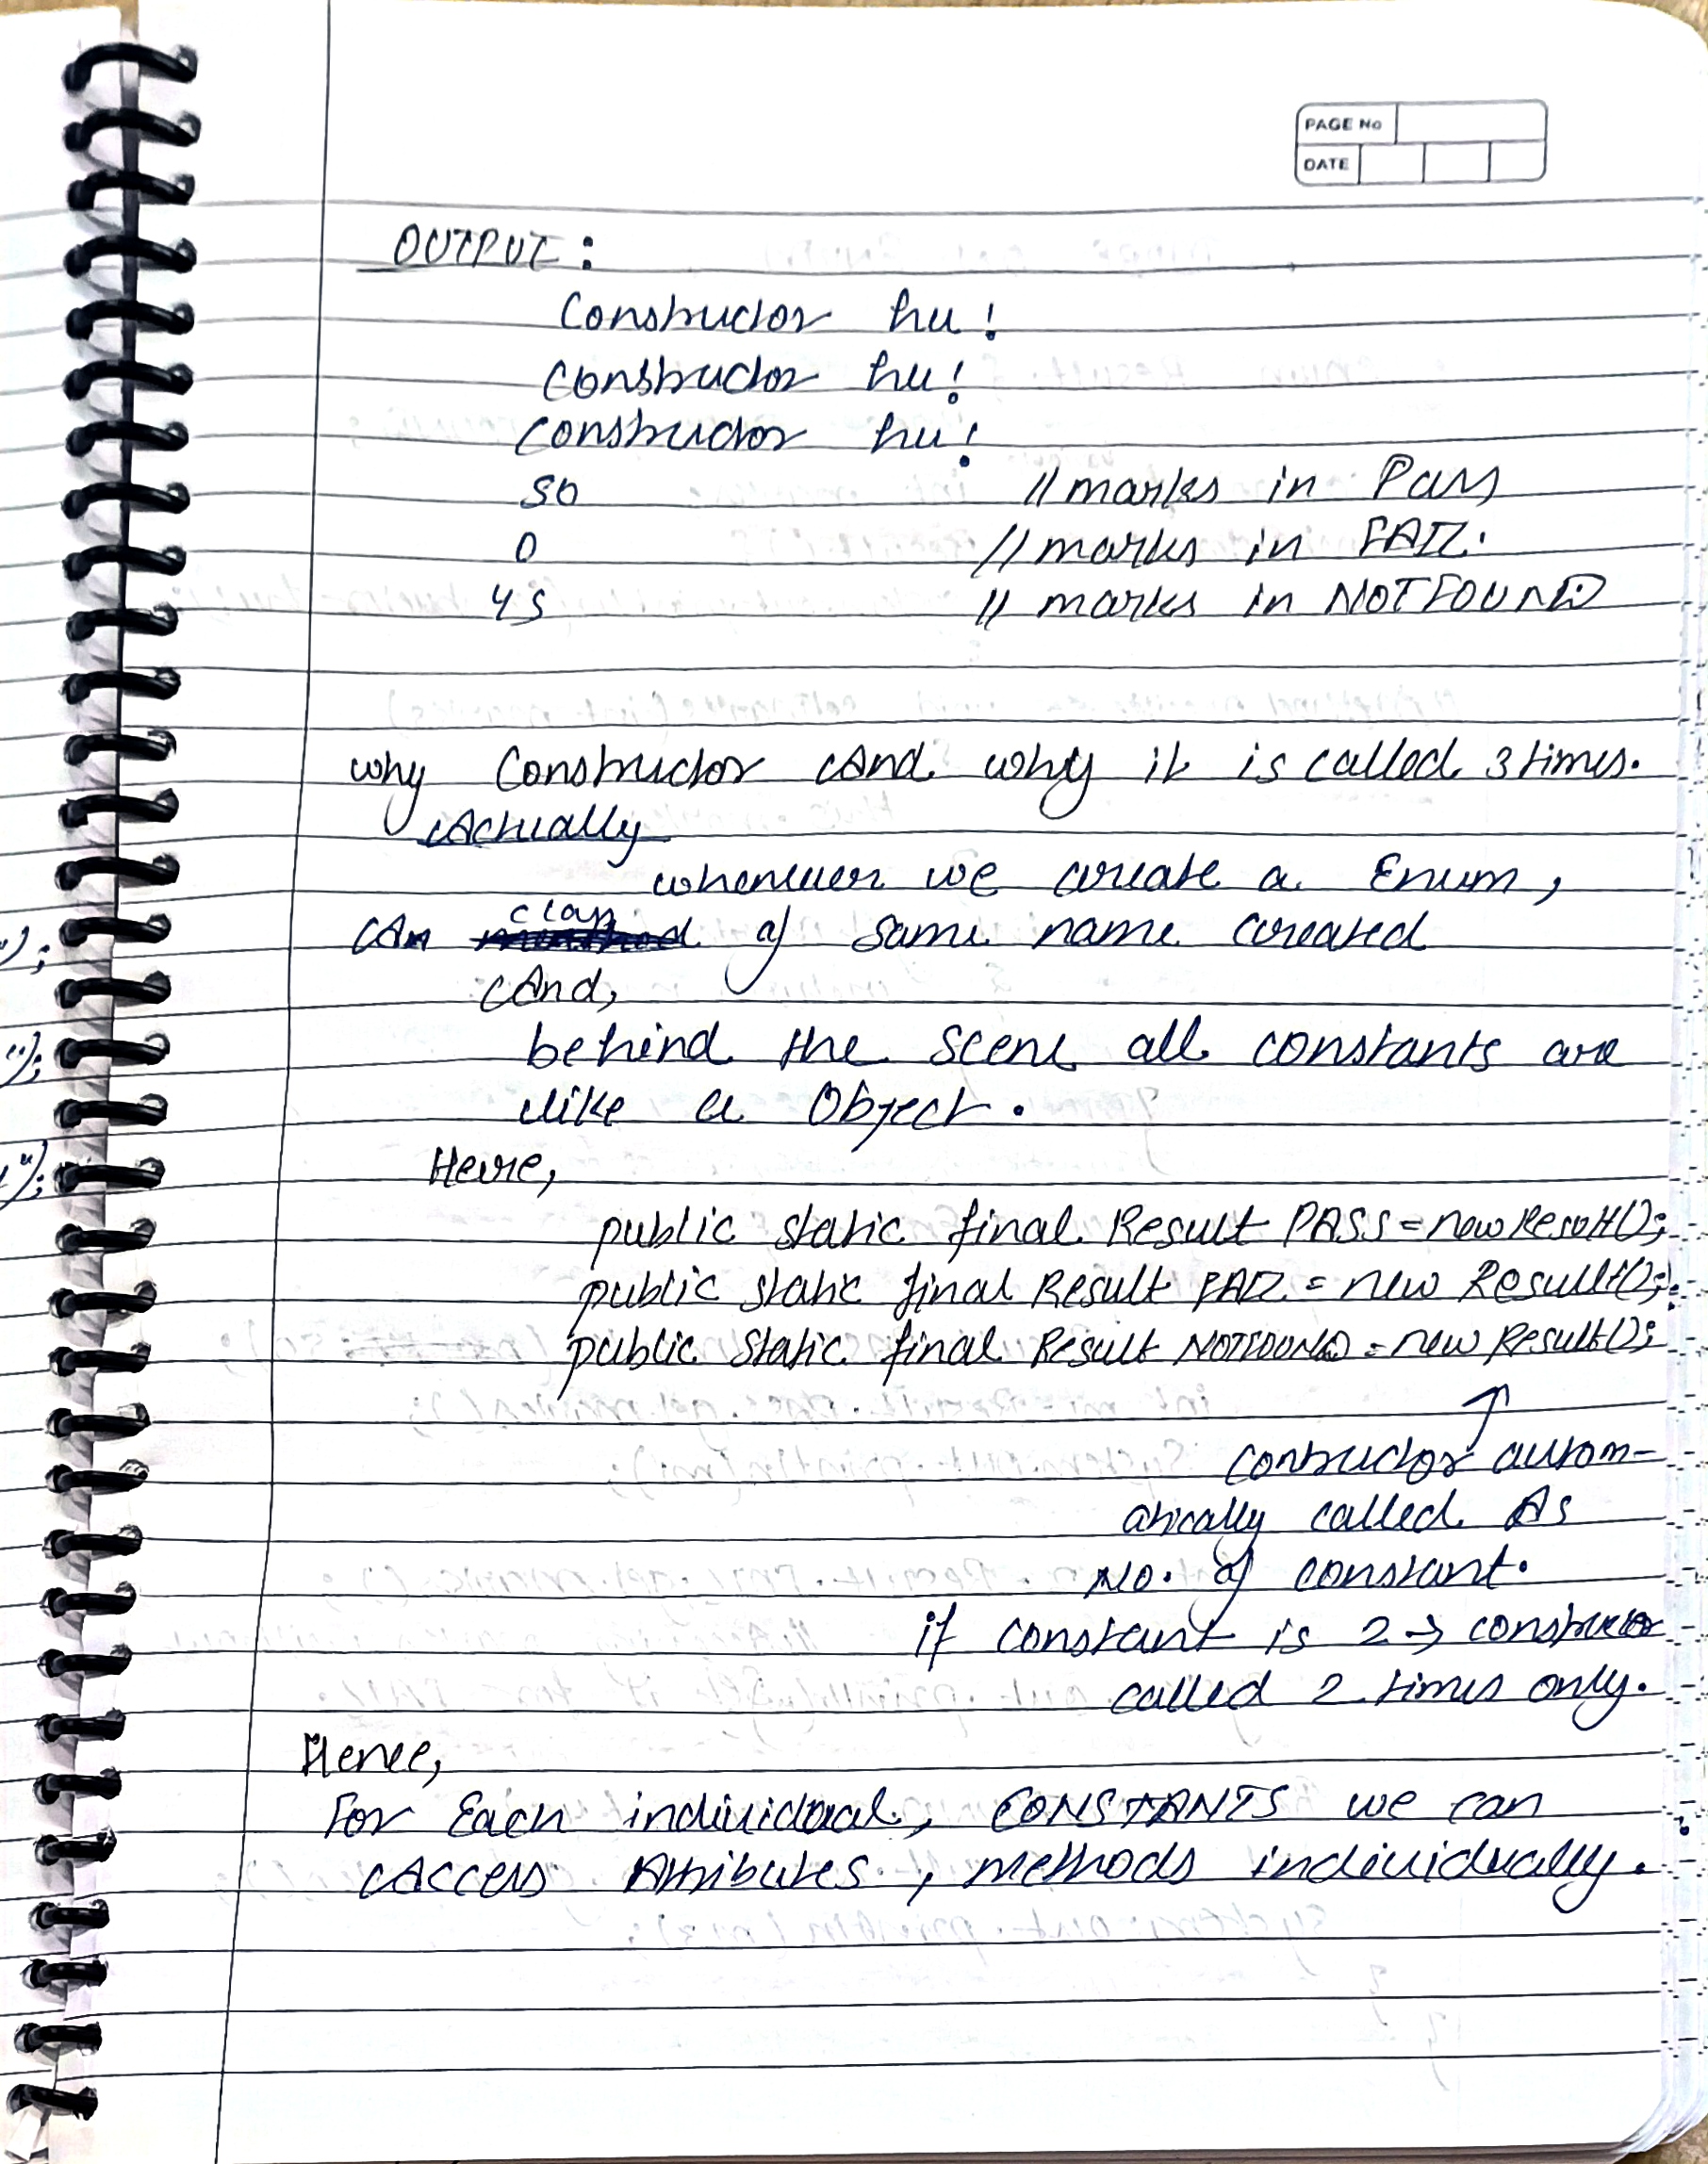 PAGE No
DATE
OUTPUT:
Constructor hu!
Constructor hu!
Constructor hu!
50 // marks in Pass
0 // marks in FAIL.
45 // marks in NOTFOUND
why Constructor And why it is called 3 times.
Actually
whenever we create a Enum,
An class of same name created
And,
behind the scene all constants are
like a Object.
Here,
public static final Result PASS = new Result();
public static final Result FAIL = new Result();
public static final Result NOTFOUND = new Result();
contructor autom-
atically called As
No. of constant.
if constant is 2 → constructor
called 2 times only.
Hence,
For Each individual, CONSTANTS we can
Access Attributes, methods individually.